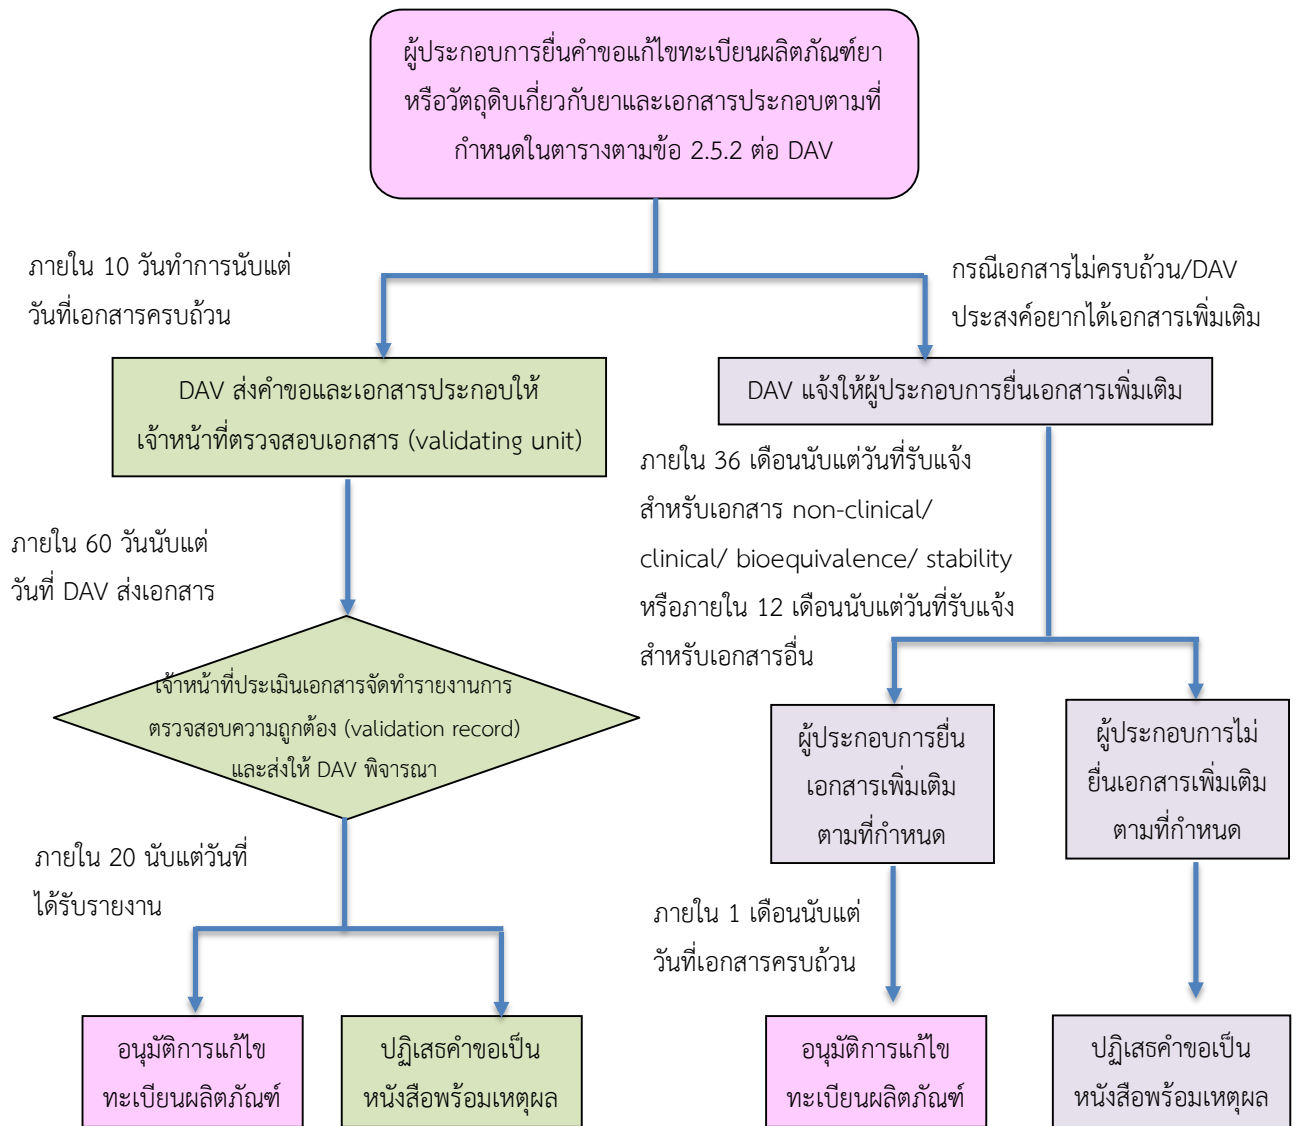 ผู้ประกอบการยื่นคำขอแก้ไขทะเบียนผลิตภัณฑ์ยา
หรือวัตถุดิบเกี่ยวกับยาและเอกสารประกอบตามที่
กำหนดในตารางตามข้อ 2.5.2 ต่อ DAV
ภายใน 10 วันทำการนับแต่
วันที่เอกสารครบถ้วน
กรณีเอกสารไม่ครบถ้วน/DAV
ประสงค์อยากได้เอกสารเพิ่มเติม
DAV ส่งคำขอและเอกสารประกอบให้
เจ้าหน้าที่ตรวจสอบเอกสาร (validating unit)
DAV แจ้งให้ผู้ประกอบการยื่นเอกสารเพิ่มเติม
ภายใน 60 วันนับแต่
วันที่ DAV ส่งเอกสาร
ภายใน 36 เดือนนับแต่วันที่รับแจ้ง
สำหรับเอกสาร non-clinical/
clinical/ bioequivalence/ stability
หรือภายใน 12 เดือนนับแต่วันที่รับแจ้ง
สำหรับเอกสารอื่น
เจ้าหน้าที่ประเมินเอกสารจัดทำรายงานการ
ตรวจสอบความถูกต้อง (validation record)
และส่งให้ DAV พิจารณา
ผู้ประกอบการยื่น
เอกสารเพิ่มเติม
ตามที่กำหนด
ผู้ประกอบการไม่
ยื่นเอกสารเพิ่มเติม
ตามที่กำหนด
ภายใน 20 นับแต่วันที่
ได้รับรายงาน
ภายใน 1 เดือนนับแต่
วันที่เอกสารครบถ้วน
อนุมัติการแก้ไข
ทะเบียนผลิตภัณฑ์
ปฏิเสธคำขอเป็น
หนังสือพร้อมเหตุผล
อนุมัติการแก้ไข
ทะเบียนผลิตภัณฑ์
ปฏิเสธคำขอเป็น
หนังสือพร้อมเหตุผล